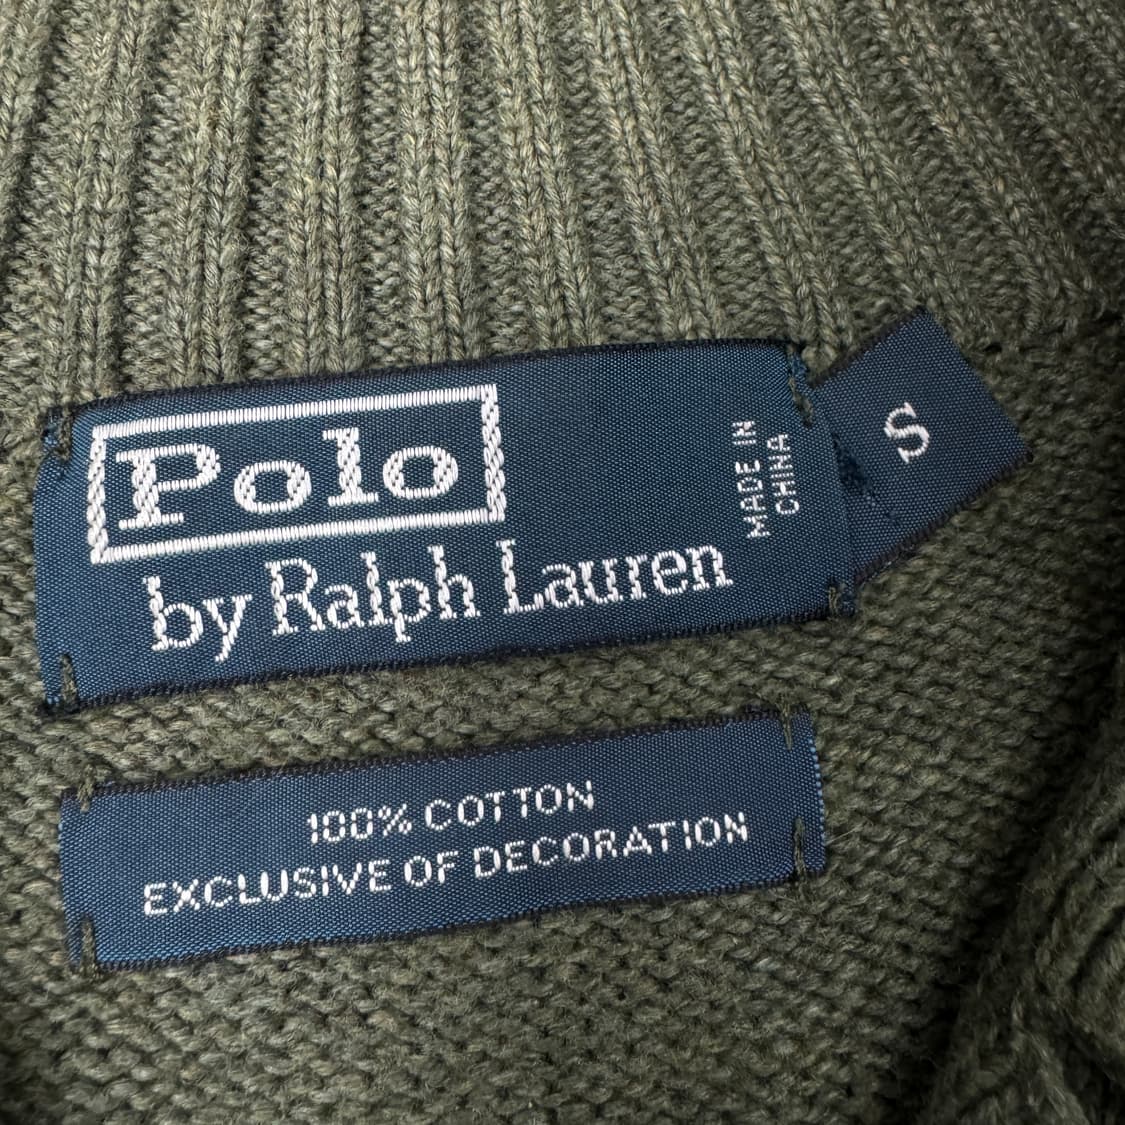 Polo
by Ralph Lauren
MADE IN
CHINA
S
100% COTTON
EXCLUSIVE OF DECORATION